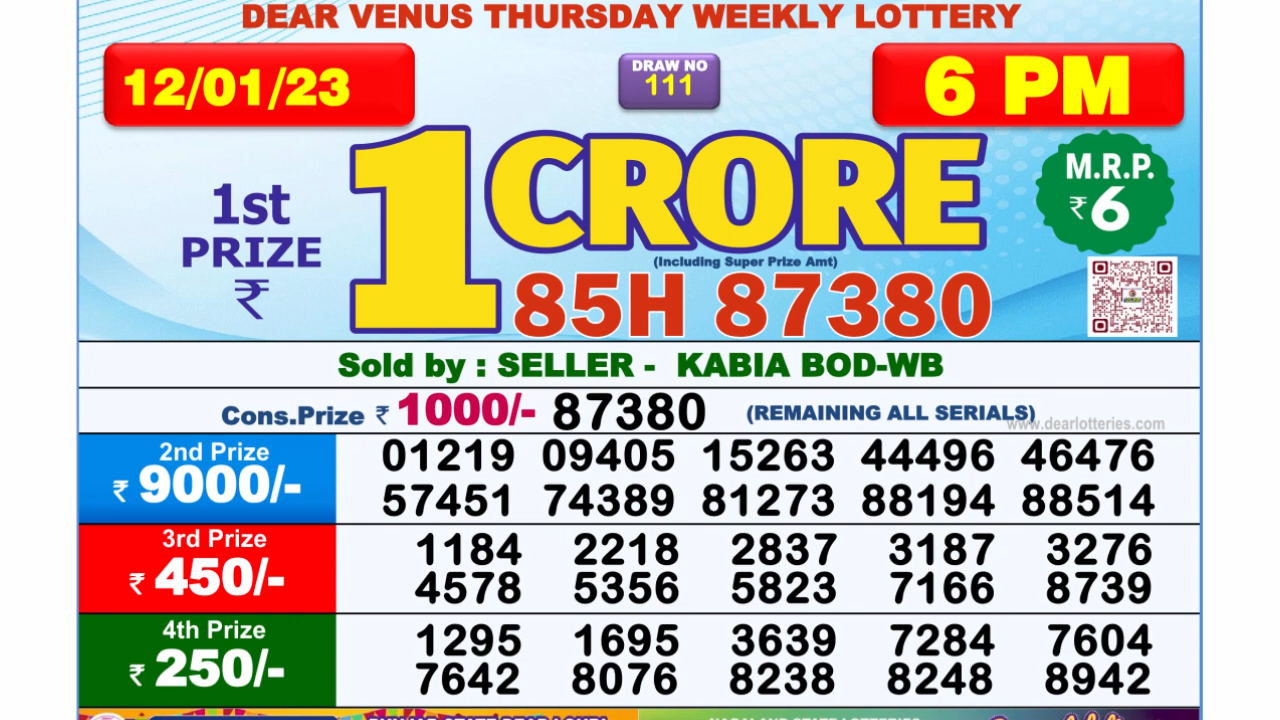 DEAR VENUS THURSDAY WEEKLY LOTTERY
12/01/23
DRAW NO
111
6 PM
1st
PRIZE
₹
1 CRORE
(Including Super Prize Amt)
85H 87380
M.R.P.
₹6
Sold by : SELLER - KABIA BOD-WB
Cons.Prize ₹ 1000/- 87380 (REMAINING ALL SERIALS)
www.dearlotteries.com
2nd Prize
₹ 9000/-
01219 09405 15263 44496 46476
57451 74389 81273 88194 88514
3rd Prize
₹ 450/-
1184 2218 2837 3187 3276
4578 5356 5823 7166 8739
4th Prize
₹ 250/-
1295 1695 3639 7284 7604
7642 8076 8238 8248 8942
NAGALAND STATE LOTTERIES